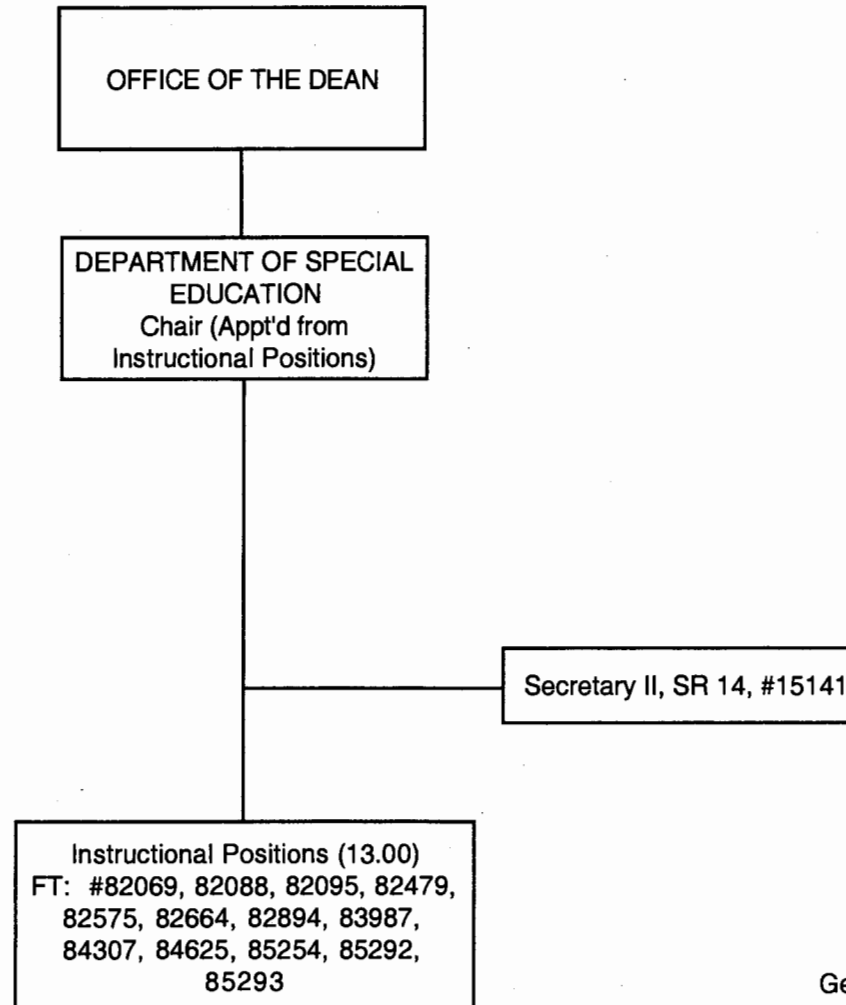 OFFICE OF THE DEAN
DEPARTMENT OF SPECIAL
EDUCATION
Chair (Appt'd from
Instructional Positions)
Secretary II, SR 14, #15141
Instructional Positions (13.00)
FT: #82069, 82088, 82095, 82479,
82575, 82664, 82894, 83987,
84307, 84625, 85254, 85292,
85293
Ge